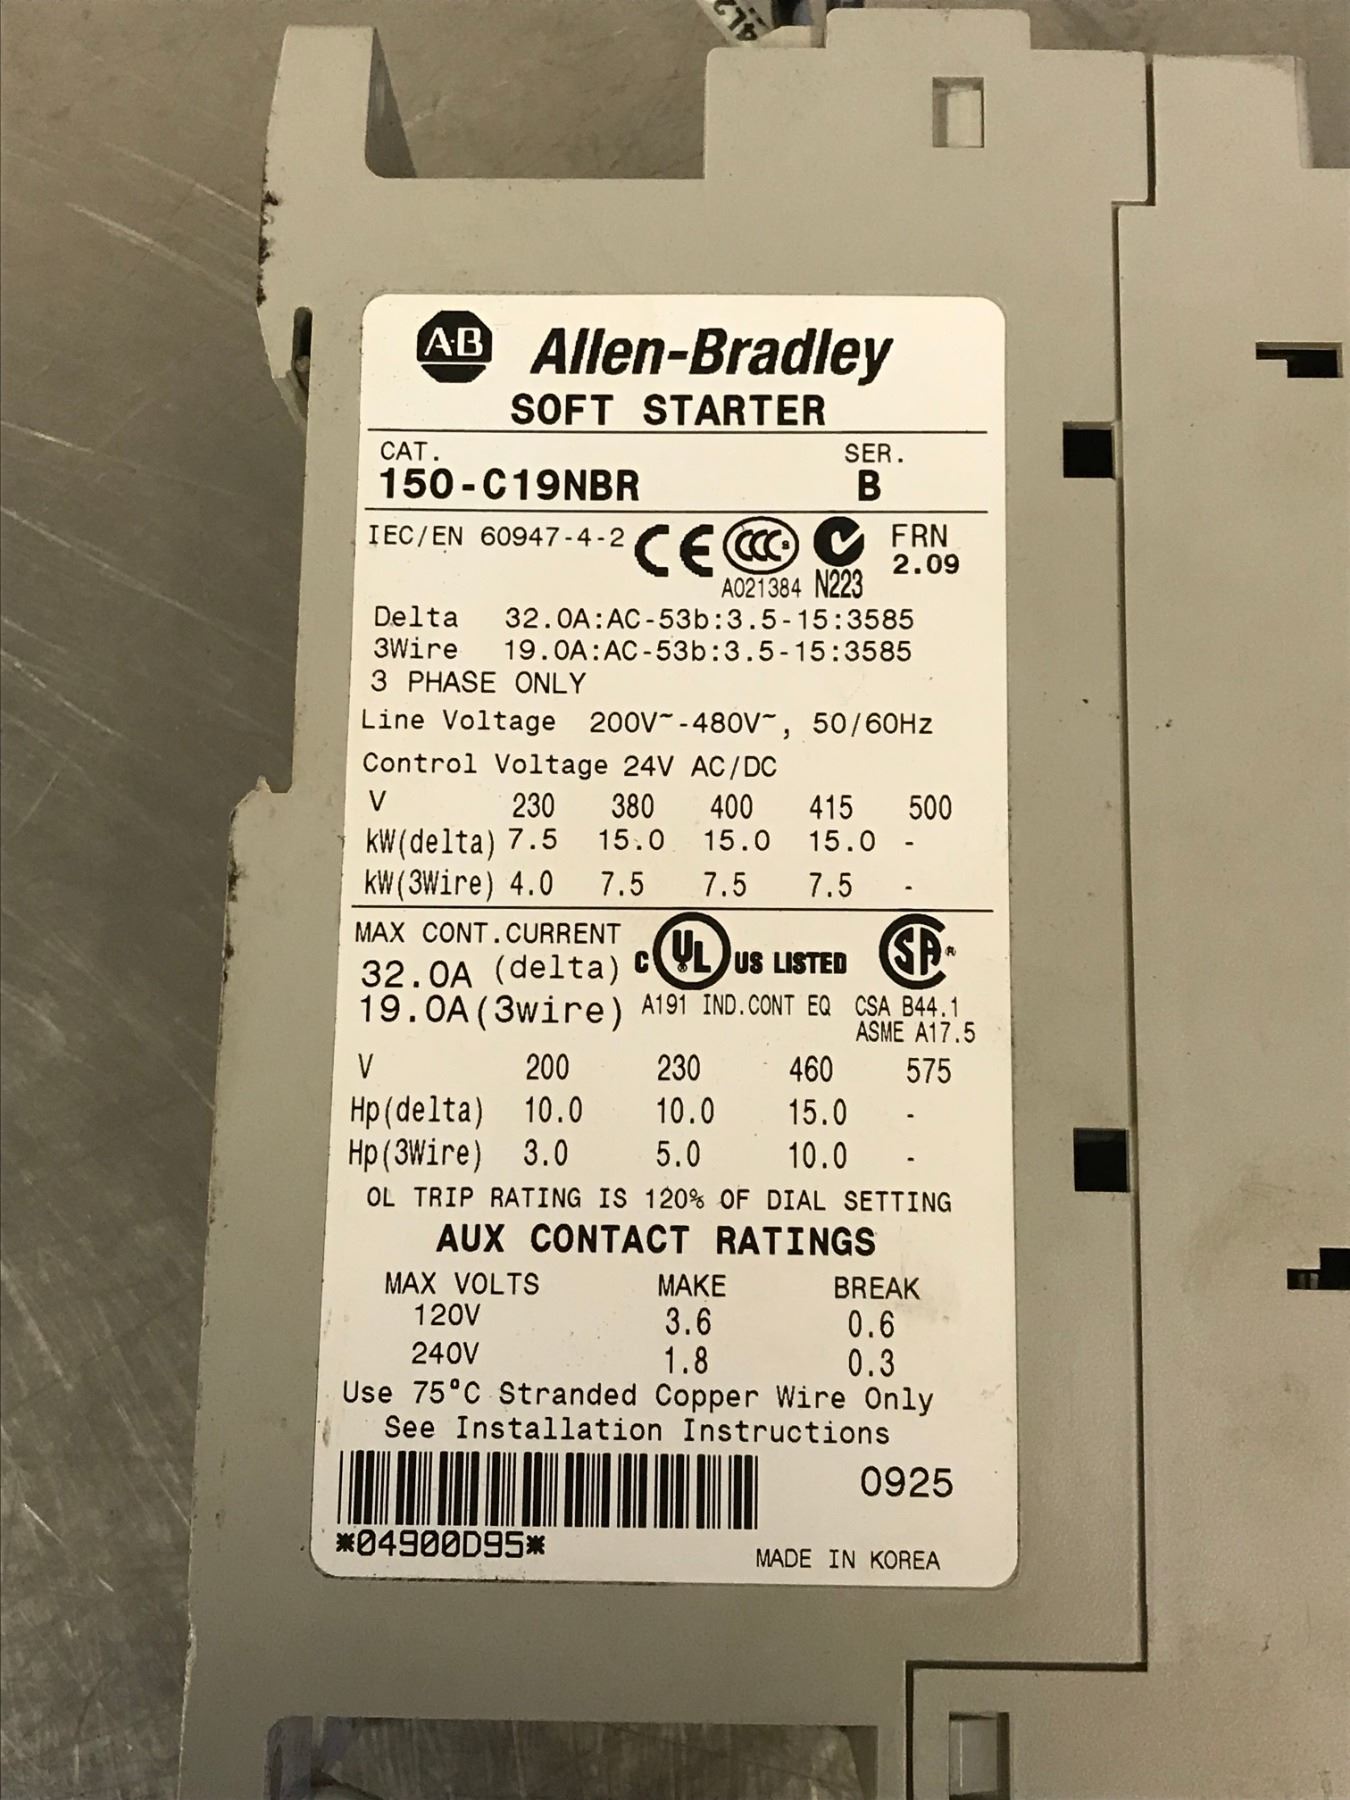 4L2
A-B Allen-Bradley
SOFT STARTER
CAT. SER.
150-C19NBR B
IEC/EN 60947-4-2 CE CCC S FRN
2.09
A021384 N223
Delta 32.0A:AC-53b:3.5-15:3585
3Wire 19.0A:AC-53b:3.5-15:3585
3 PHASE ONLY
Line Voltage 200V~-480V~, 50/60Hz
Control Voltage 24V AC/DC
V 230 380 400 415 500
kW(delta) 7.5 15.0 15.0 15.0 -
kW(3Wire) 4.0 7.5 7.5 7.5 -
MAX CONT.CURRENT
32.0A (delta) C UL US LISTED SA ®
19.0A(3wire) A191 IND.CONT EQ CSA B44.1
ASME A17.5
V 200 230 460 575
Hp(delta) 10.0 10.0 15.0 -
Hp(3Wire) 3.0 5.0 10.0 -
OL TRIP RATING IS 120% OF DIAL SETTING
AUX CONTACT RATINGS
MAX VOLTS MAKE BREAK
120V 3.6 0.6
240V 1.8 0.3
Use 75°C Stranded Copper Wire Only
See Installation Instructions
0925
*04900D95*
MADE IN KOREA